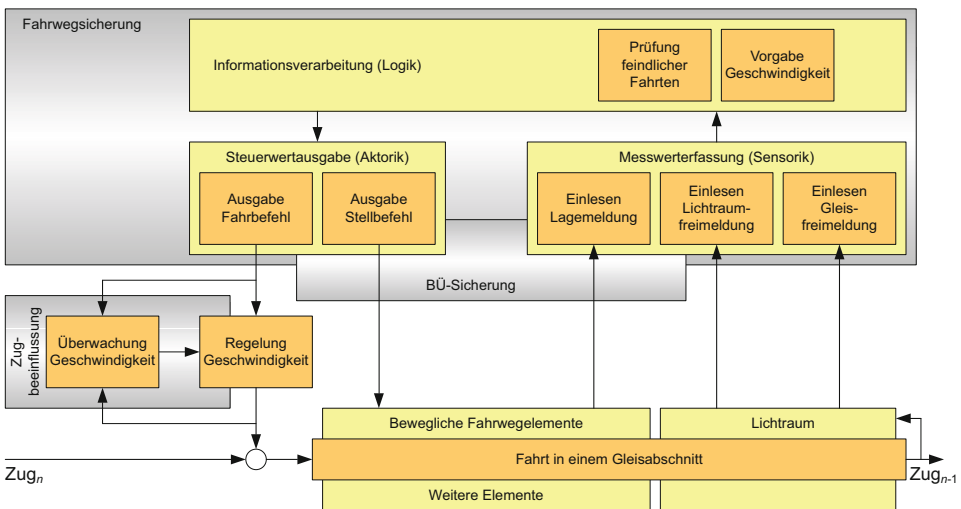 Fahrwegsicherung
Informationsverarbeitung (Logik)
Prüfung
feindlicher
Fahrten
Vorgabe
Geschwindigkeit
Steuerwertausgabe (Aktorik)
Ausgabe
Fahrbefehl
Ausgabe
Stellbefehl
Messwerterfassung (Sensorik)
Einlesen
Lagemeldung
Einlesen
Lichtraum-
freimeldung
Einlesen
Gleis-
freimeldung
BÜ-Sicherung
Zug-
beeinflussung
Überwachung
Geschwindigkeit
Regelung
Geschwindigkeit
Bewegliche Fahrwegelemente
Lichtraum
Fahrt in einem Gleisabschnitt
Zugn
Zugn-1
Weitere Elemente